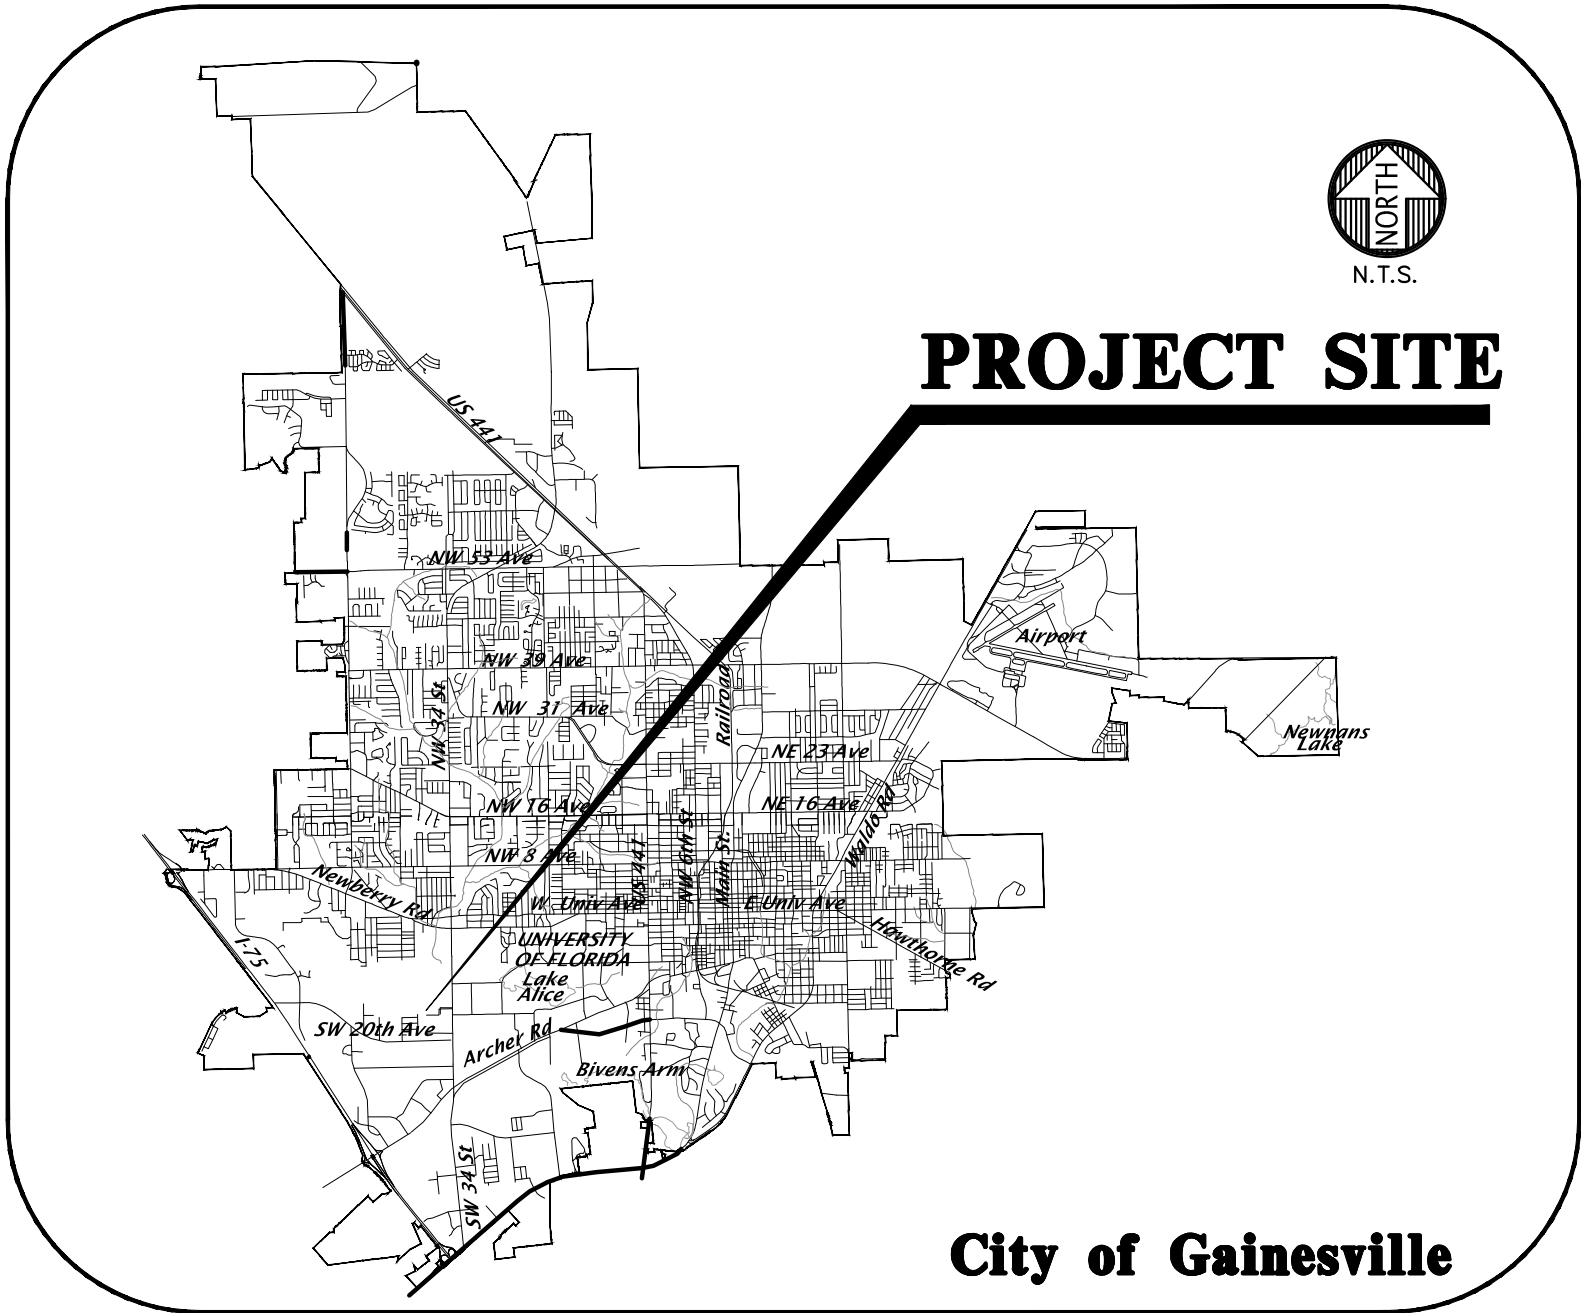 NORTH
N.T.S.
PROJECT SITE
US 441
NW 53 Ave
Airport
NW 39 Ave
NW 34 St
NW 31 Ave
Railroad
Newnans
Lake
NE 23 Ave
NW 16 Ave
NE 16 Ave
Waldo Rd
NW 8 Ave
US 441
NW 6th St
Main St.
Newberry Rd
W. Univ Ave
E Univ Ave
I-75
UNIVERSITY
OF FLORIDA
Hawthorne Rd
Lake
Alice
SW 20th Ave
Archer Rd
Bivens Arm
SW 34 St
City of Gainesville